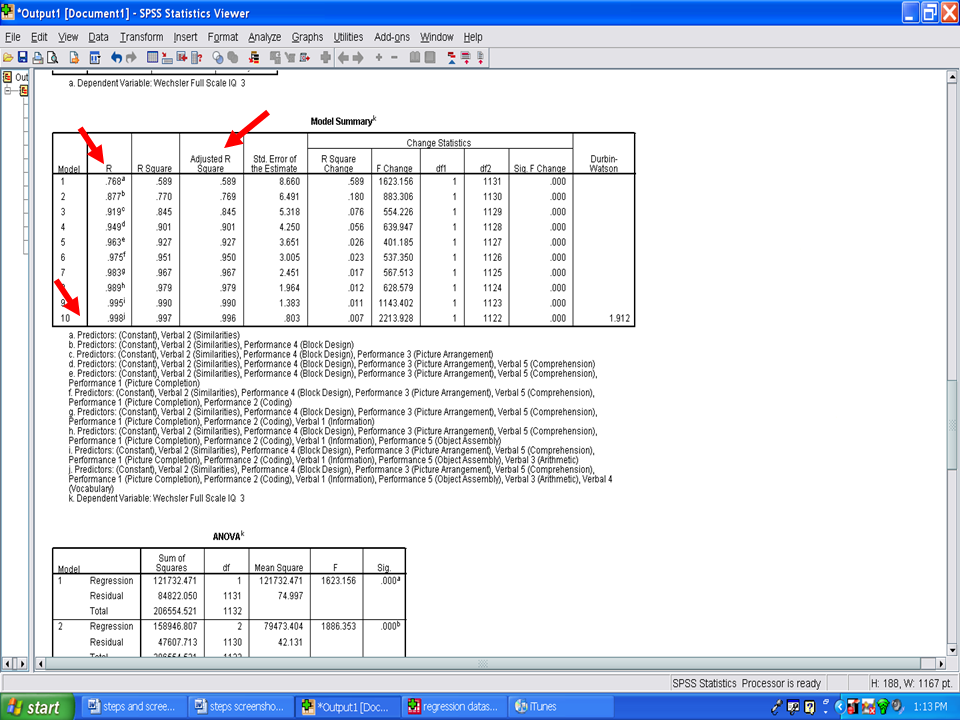 *Output1 [Document1] - SPSS Statistics Viewer
File Edit View Data Transform Insert Format Analyze Graphs Utilities Add-ons Window Help
Out
a. Dependent Variable: Wechsler Full Scale IQ 3
Model Summaryk
Change Statistics
Model R R Square Adjusted R Square Std. Error of the Estimate R Square Change F Change df1 df2 Sig. F Change Durbin-Watson
1 .768a .589 .589 8.660 .589 1623.156 1 1131 .000
2 .877b .770 .769 6.491 .180 883.306 1 1130 .000
3 .919c .845 .845 5.318 .076 554.226 1 1129 .000
4 .949d .901 .901 4.250 .056 639.947 1 1128 .000
5 .963e .927 .927 3.651 .026 401.185 1 1127 .000
6 .975f .951 .950 3.005 .023 537.350 1 1126 .000
7 .983g .967 .967 2.451 .017 567.513 1 1125 .000
8 .989h .979 .979 1.964 .012 628.579 1 1124 .000
9 .995i .990 .990 1.383 .011 1143.402 1 1123 .000
10 .998j .997 .996 .803 .007 2213.928 1 1122 .000 1.912
a. Predictors: (Constant), Verbal 2 (Similarities)
b. Predictors: (Constant), Verbal 2 (Similarities), Performance 4 (Block Design)
c. Predictors: (Constant), Verbal 2 (Similarities), Performance 4 (Block Design), Performance 3 (Picture Arrangement)
d. Predictors: (Constant), Verbal 2 (Similarities), Performance 4 (Block Design), Performance 3 (Picture Arrangement), Verbal 5 (Comprehension)
e. Predictors: (Constant), Verbal 2 (Similarities), Performance 4 (Block Design), Performance 3 (Picture Arrangement), Verbal 5 (Comprehension),
Performance 1 (Picture Completion)
f. Predictors: (Constant), Verbal 2 (Similarities), Performance 4 (Block Design), Performance 3 (Picture Arrangement), Verbal 5 (Comprehension),
Performance 1 (Picture Completion), Performance 2 (Coding)
g. Predictors: (Constant), Verbal 2 (Similarities), Performance 4 (Block Design), Performance 3 (Picture Arrangement), Verbal 5 (Comprehension),
Performance 1 (Picture Completion), Performance 2 (Coding), Verbal 1 (Information)
h. Predictors: (Constant), Verbal 2 (Similarities), Performance 4 (Block Design), Performance 3 (Picture Arrangement), Verbal 5 (Comprehension),
Performance 1 (Picture Completion), Performance 2 (Coding), Verbal 1 (Information), Performance 5 (Object Assembly)
i. Predictors: (Constant), Verbal 2 (Similarities), Performance 4 (Block Design), Performance 3 (Picture Arrangement), Verbal 5 (Comprehension),
Performance 1 (Picture Completion), Performance 2 (Coding), Verbal 1 (Information), Performance 5 (Object Assembly), Verbal 3 (Arithmetic)
j. Predictors: (Constant), Verbal 2 (Similarities), Performance 4 (Block Design), Performance 3 (Picture Arrangement), Verbal 5 (Comprehension),
Performance 1 (Picture Completion), Performance 2 (Coding), Verbal 1 (Information), Performance 5 (Object Assembly), Verbal 3 (Arithmetic), Verbal 4
(Vocabulary)
k. Dependent Variable: Wechsler Full Scale IQ 3
ANOVAk
Model Sum of Squares df Mean Square F Sig.
1 Regression 121732.471 1 121732.471 1623.156 .000a
Residual 84822.050 1131 74.997
Total 206554.521 1132
2 Regression 158946.807 2 79473.404 1886.353 .000b
Residual 47607.713 1130 42.131
Total 206554.521 1132
SPSS Statistics Processor is ready H: 188, W: 1167 pt.
start steps and scree... steps screensho... *Output1 [Doc... regression datas... iTunes 1:13 PM